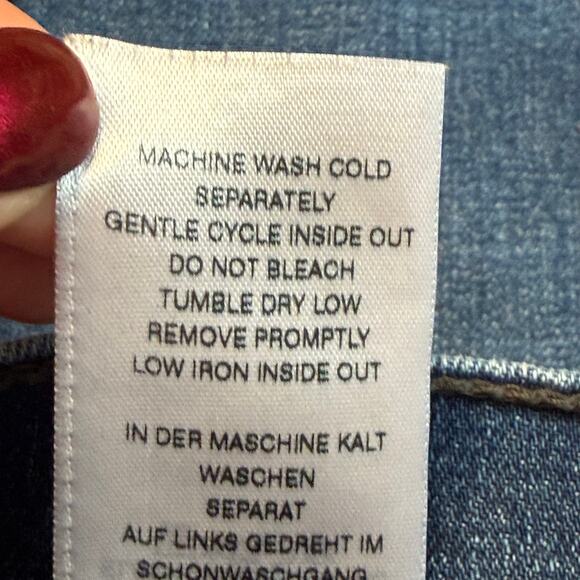 MACHINE WASH COLD
SEPARATELY
GENTLE CYCLE INSIDE OUT
DO NOT BLEACH
TUMBLE DRY LOW
REMOVE PROMPTLY
LOW IRON INSIDE OUT
IN DER MASCHINE KALT
WASCHEN
SEPARAT
AUF LINKS GEDREHT IM
SCHONWASCHGANG